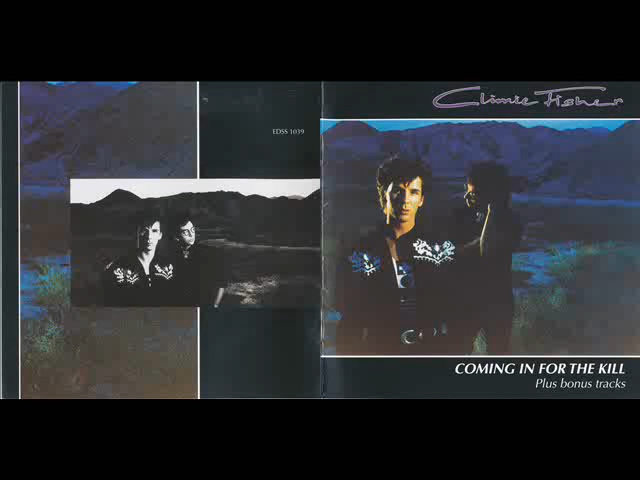 EDSS 1039
Climie Fisher
COMING IN FOR THE KILL
Plus bonus tracks